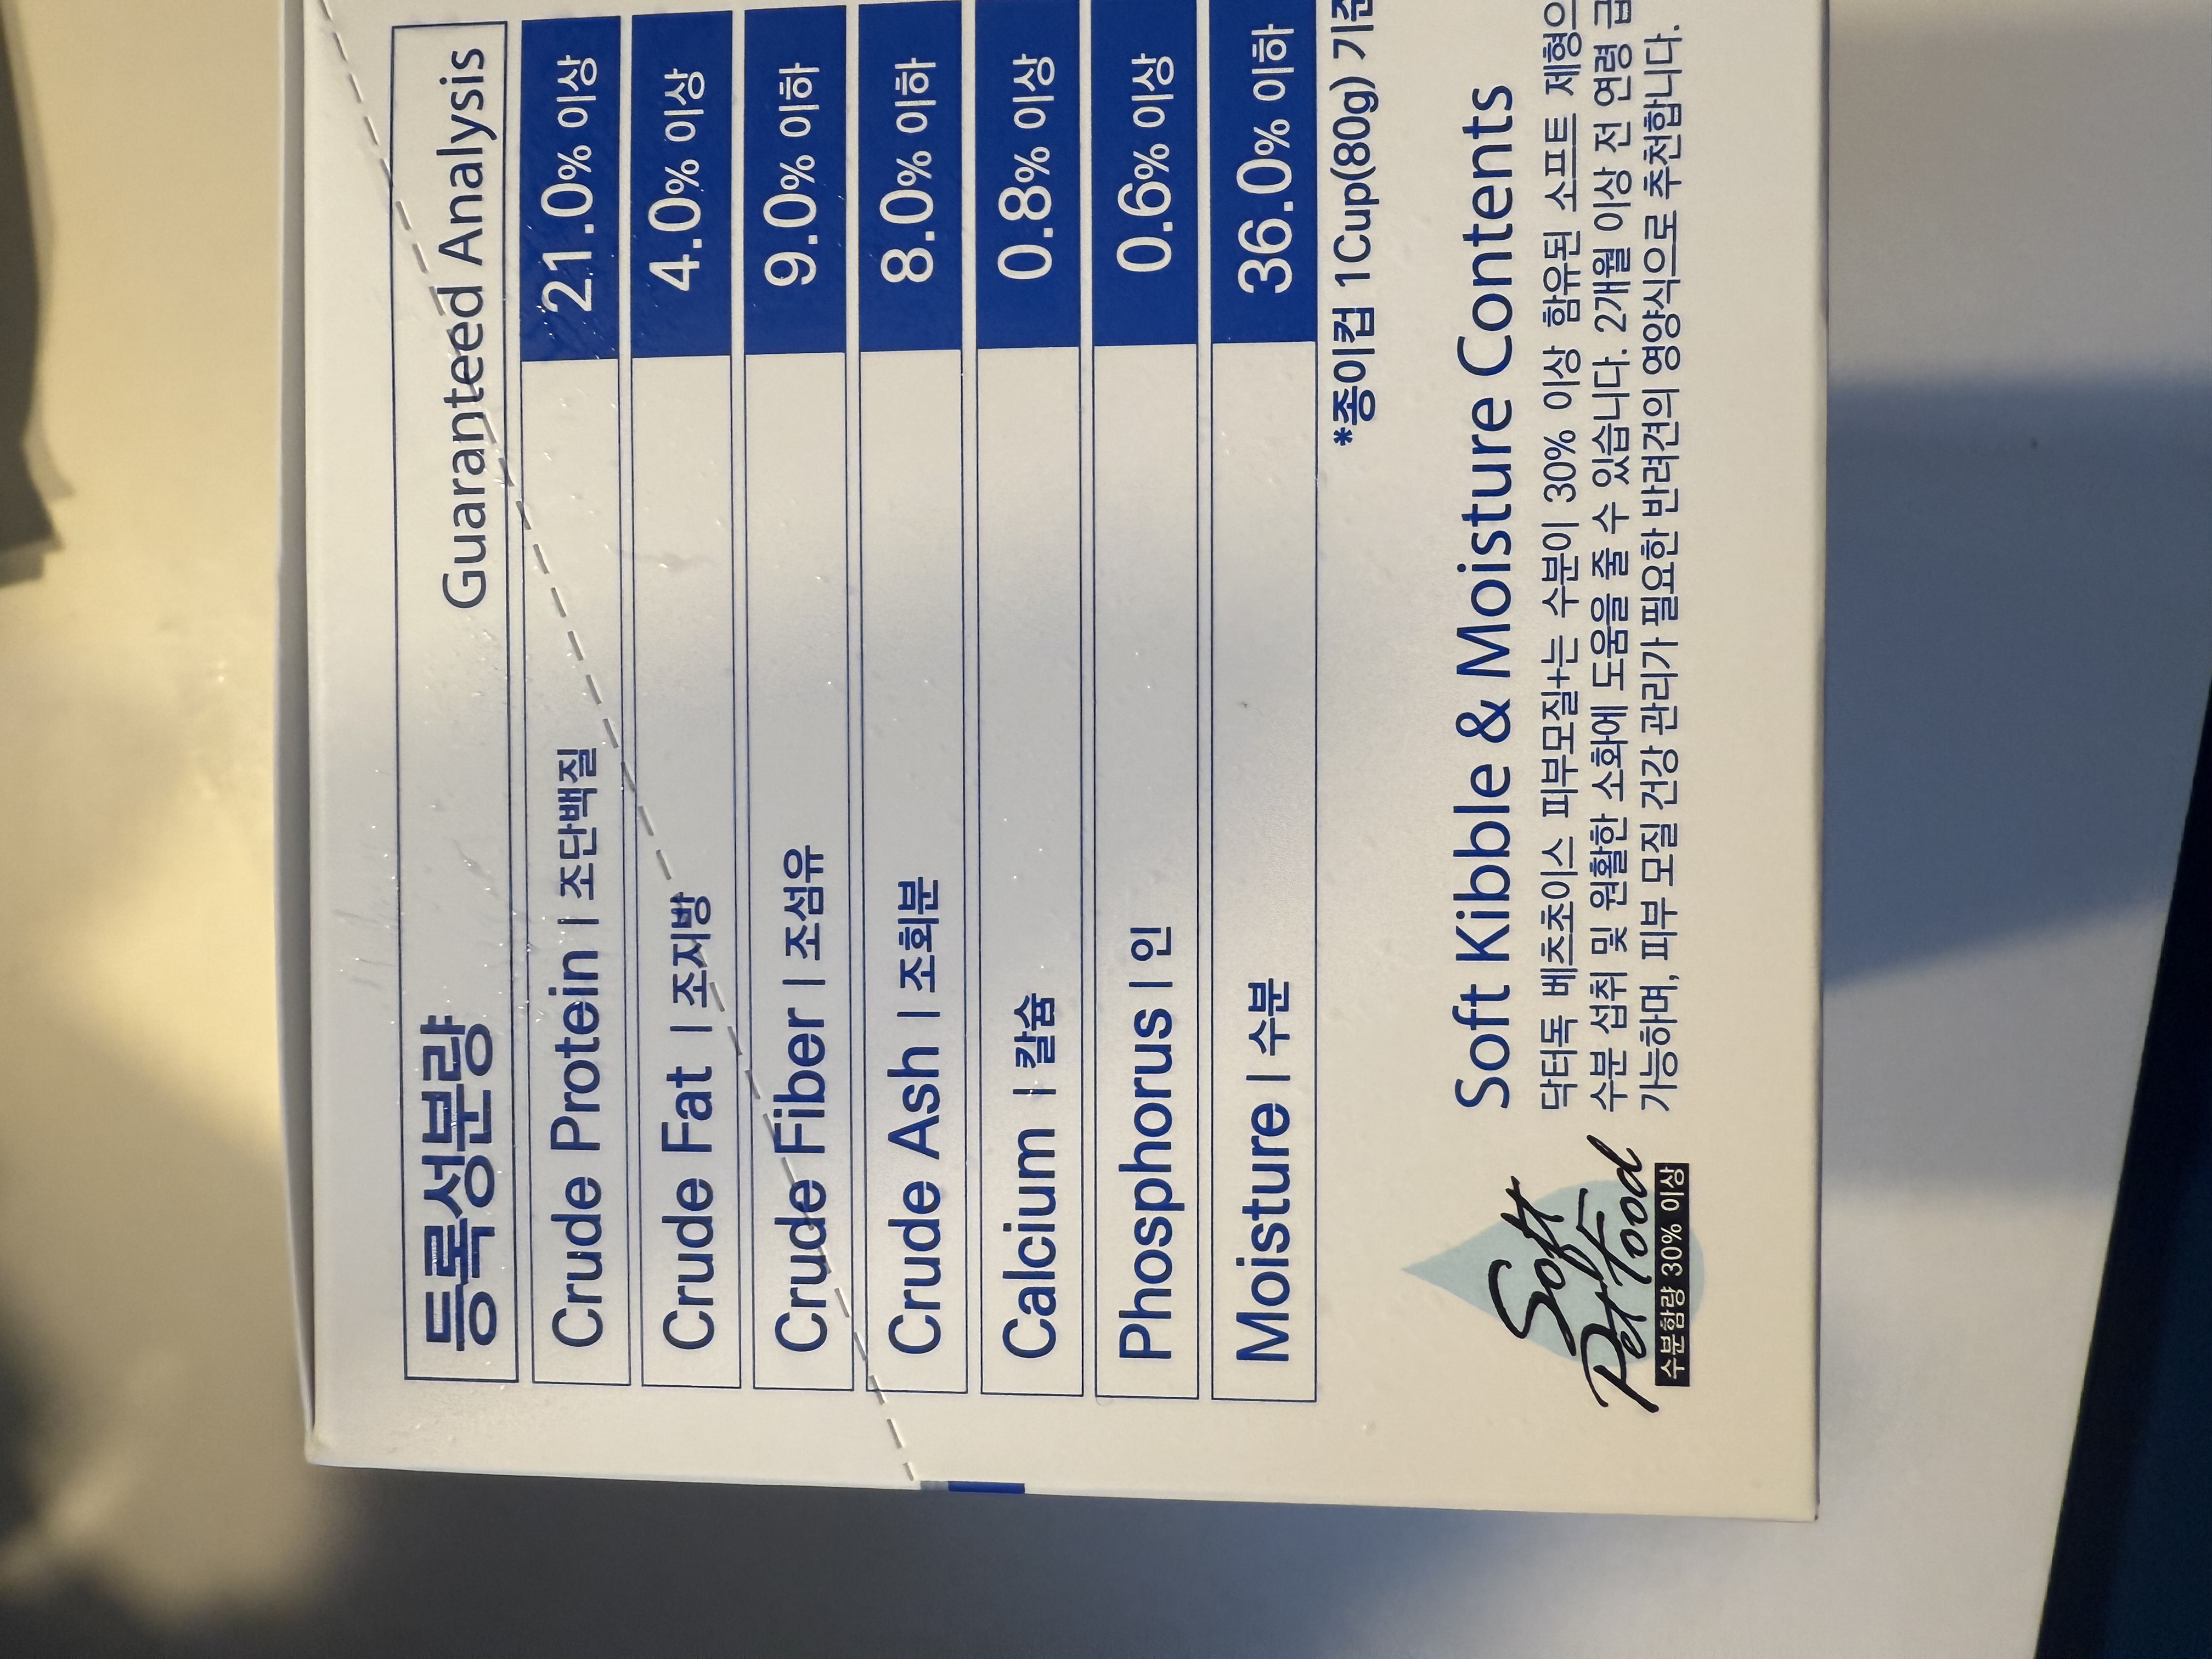 등록성분량 Guaranteed Analysis
Crude Protein | 조단백질 21.0% 이상
Crude Fat | 조지방 4.0% 이상
Crude Fiber | 조섬유 9.0% 이하
Crude Ash | 조회분 8.0% 이하
Calcium | 칼슘 0.8% 이상
Phosphorus | 인 0.6% 이상
Moisture | 수분 36.0% 이하
*종이컵 1Cup(80g) 기준
Soft Pet Food
수분함량 30% 이상
Soft Kibble & Moisture Contents
닥터독 베츠초이스 피부모질+는 수분이 30% 이상 함유된 소프트 제형으
수분 섭취 및 원활한 소화에 도움을 줄 수 있습니다. 2개월 이상 전 연령 급
가능하며, 피부 모질 건강 관리가 필요한 반려견의 영양식으로 추천합니다.